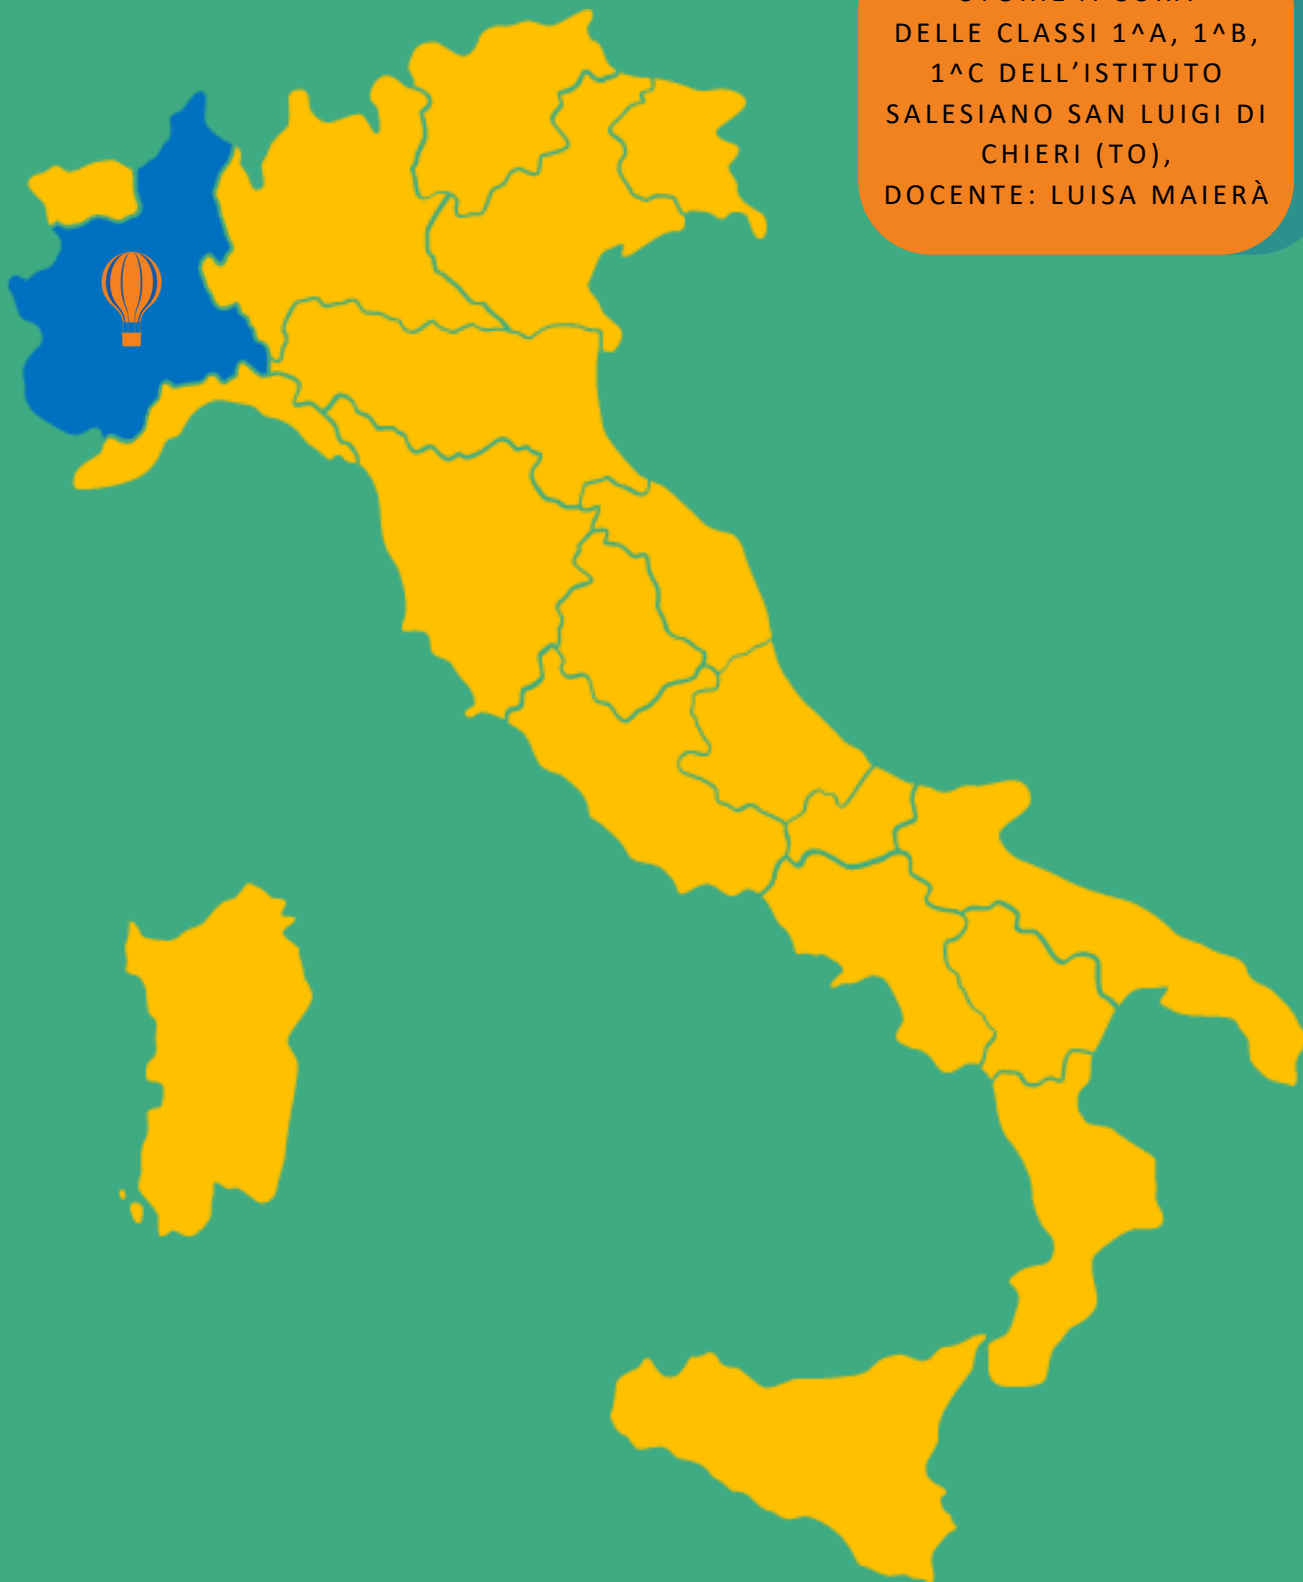 DELLE CLASSI 1^A, 1^B,
1^C DELL'ISTITUTO
SALESIANO SAN LUIGI DI
CHIERI (TO),
DOCENTE: LUISA MAIERÀ